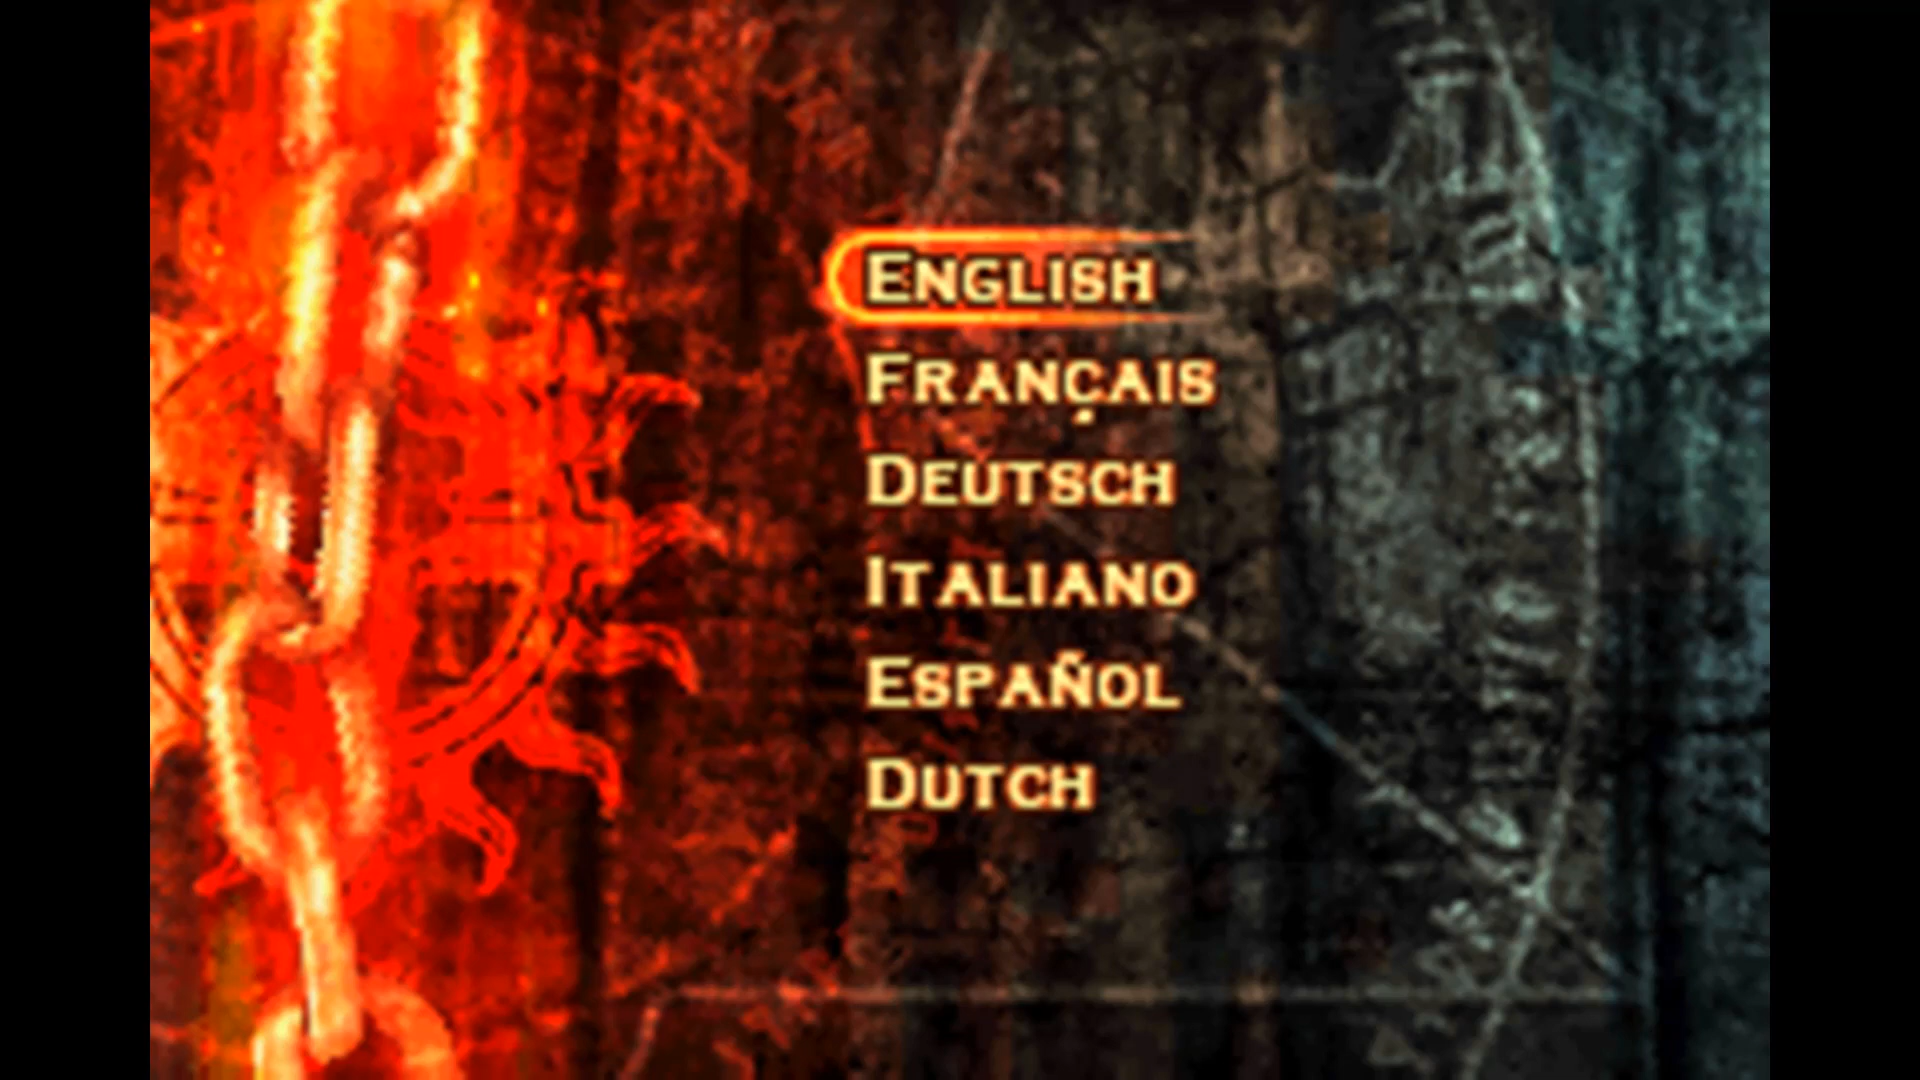 English
Français
Deutsch
Italiano
Español
Dutch